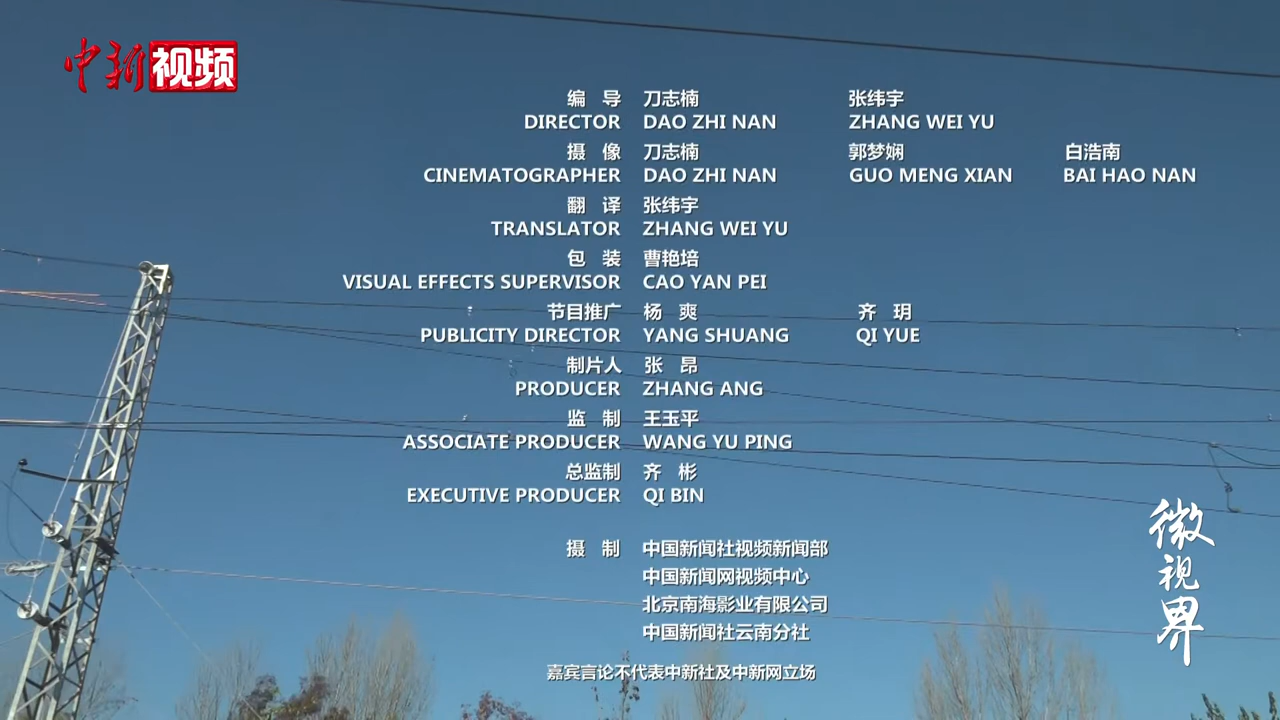 中新视频
编 导 刀志楠 张纬宇
DIRECTOR DAO ZHI NAN ZHANG WEI YU
摄 像 刀志楠 郭梦娴 白浩南
CINEMATOGRAPHER DAO ZHI NAN GUO MENG XIAN BAI HAO NAN
翻 译 张纬宇
TRANSLATOR ZHANG WEI YU
包 装 曹艳培
VISUAL EFFECTS SUPERVISOR CAO YAN PEI
节目推广 杨 爽 齐 玥
PUBLICITY DIRECTOR YANG SHUANG QI YUE
制片人 张 昂
PRODUCER ZHANG ANG
监 制 王玉平
ASSOCIATE PRODUCER WANG YU PING
总监制 齐 彬
EXECUTIVE PRODUCER QI BIN
摄 制 中国新闻社视频新闻部
中国新闻网视频中心
北京南海影业有限公司
中国新闻社云南分社
嘉宾言论不代表中新社及中新网立场
微视界